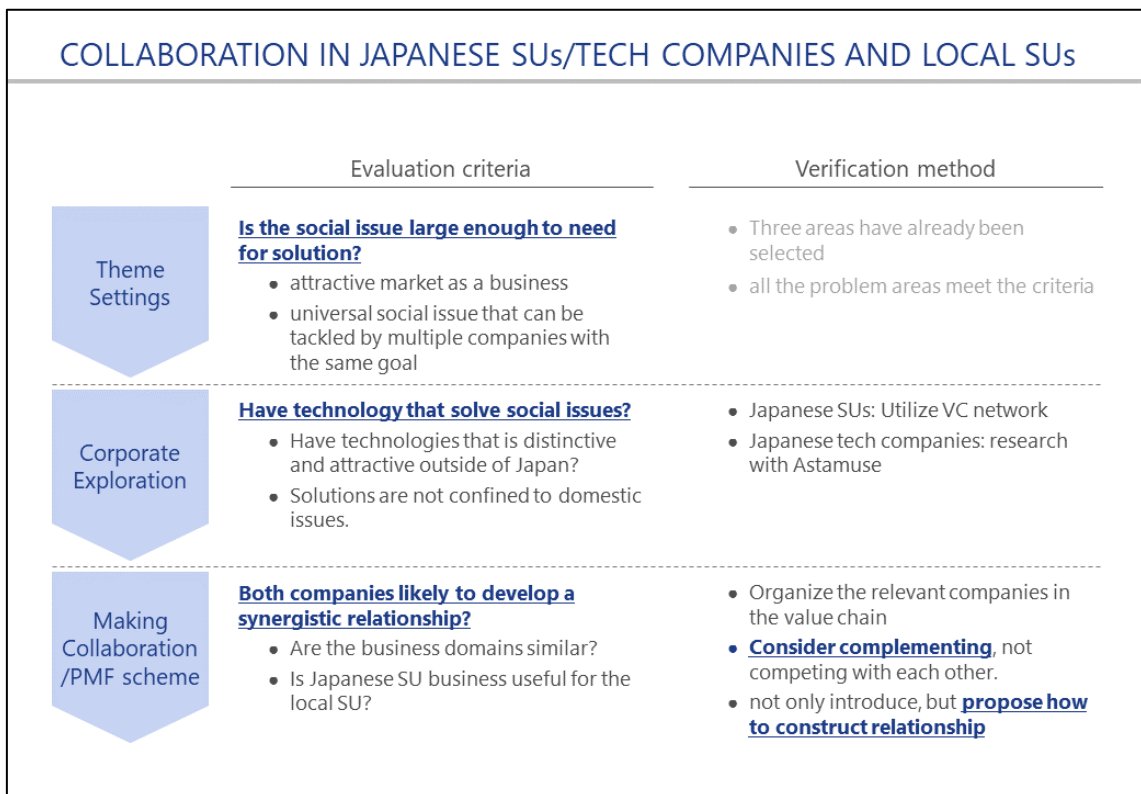 COLLABORATION IN JAPANESE SUs/TECH COMPANIES AND LOCAL SUs
Evaluation criteria
Verification method
Theme
Settings
Is the social issue large enough to need
for solution?
• attractive market as a business
• universal social issue that can be
tackled by multiple companies with
the same goal
• Three areas have already been
selected
• all the problem areas meet the criteria
Corporate
Exploration
Have technology that solve social issues?
• Have technologies that is distinctive
and attractive outside of Japan?
• Solutions are not confined to domestic
issues.
• Japanese SUs: Utilize VC network
• Japanese tech companies: research
with Astamuse
Making
Collaboration
/PMF scheme
Both companies likely to develop a
synergistic relationship?
• Are the business domains similar?
• Is Japanese SU business useful for the
local SU?
• Organize the relevant companies in
the value chain
• Consider complementing, not
competing with each other.
• not only introduce, but propose how
to construct relationship